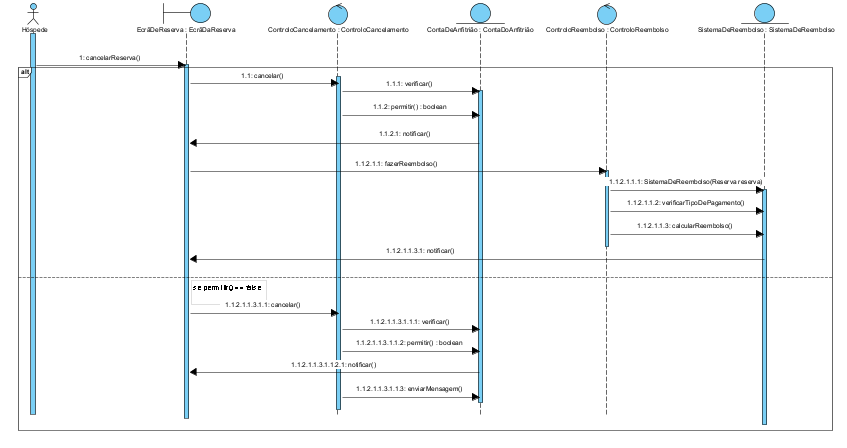 Hóspede
EcrãDeReserva : EcrãDaReserva
ControloCancelamento : ControloCancelamento
ContaDeAnfitrião : ContaDoAnfitrião
ControloReembolso : ControloReembolso
SistemaDeReembolso : SistemaDeReembolso
1: cancelarReserva()
alt
1.1: cancelar()
1.1.1: verificar()
1.1.2: permitir() : boolean
1.1.2.1: notificar()
1.1.2.1.1: fazerReembolso()
1.1.2.1.1.1: SistemaDeReembolso(Reserva reserva)
1.1.2.1.1.2: verificarTipoDePagamento()
1.1.2.1.1.3: calcularReembolso()
1.1.2.1.1.3.1: notificar()
se permitir() == false
1.1.2.1.1.3.1.1: cancelar()
1.1.2.1.1.3.1.1.1: verificar()
1.1.2.1.1.3.1.1.2: permitir() : boolean
1.1.2.1.1.3.1.1.2.1: notificar()
1.1.2.1.1.3.1.1.3: enviarMensagem()